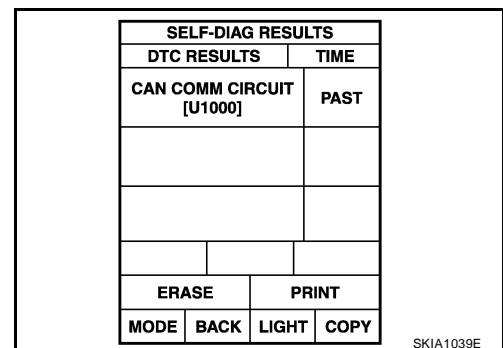 SELF-DIAG RESULTS
DTC RESULTS TIME
CAN COMM CIRCUIT
[U1000]
PAST
ERASE PRINT
MODE BACK LIGHT COPY
SKIA1039E